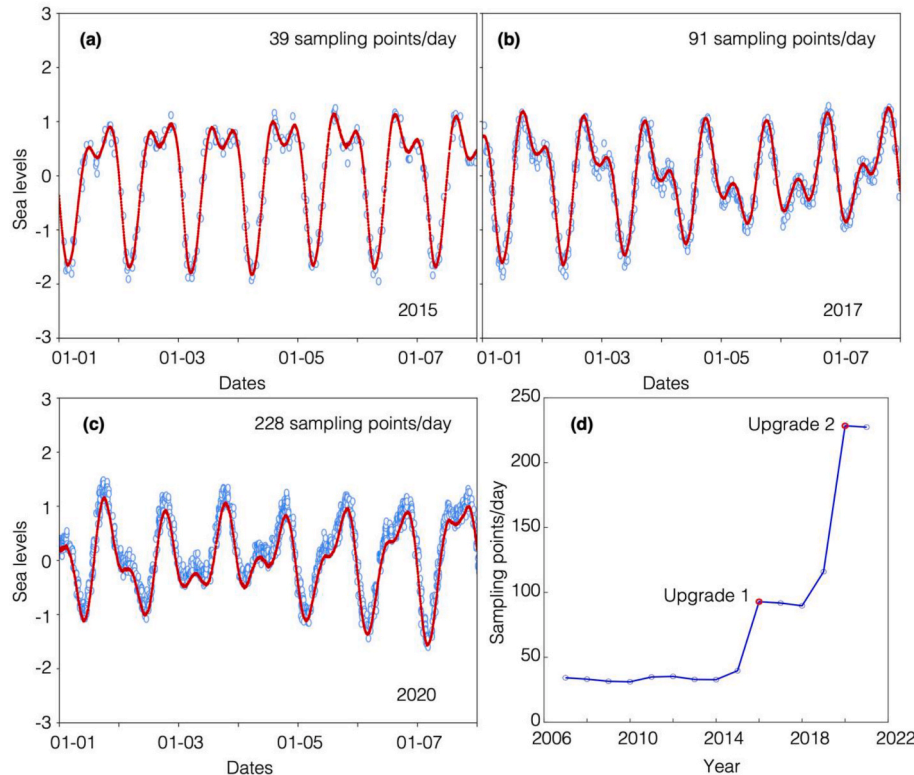 3
2
1
0
-1
-2
-3
Sea levels
(a)
39 sampling points/day
2015
01-01
01-03
01-05
01-07
Dates
(b)
91 sampling points/day
2017
01-01
01-03
01-05
01-07
Dates
3
2
1
0
-1
-2
-3
Sea levels
(c)
228 sampling points/day
2020
01-01
01-03
01-05
01-07
Dates
250
200
150
100
50
0
Sampling points/day
(d)
Upgrade 2
Upgrade 1
2006
2010
2014
2018
2022
Year